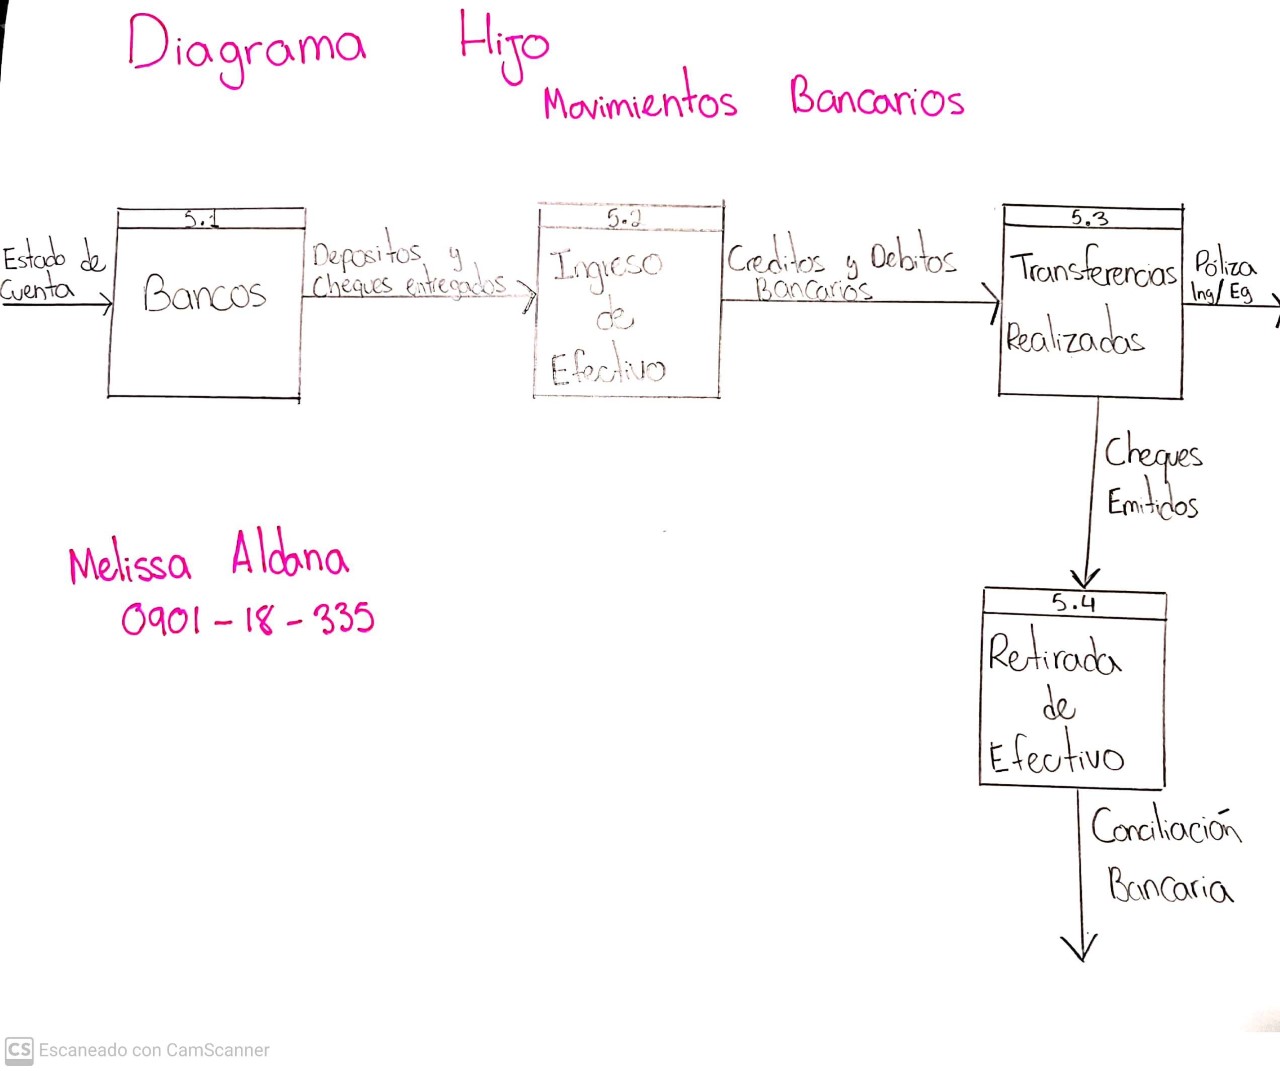 Diagrama Hijo
Movimientos Bancarios
Estado de
Cuenta
5.1
Bancos
Depositos y
Cheques entregados
5.2
Ingreso
de
Efectivo
Creditos y Debitos
Bancarios
5.3
Transferencias
Realizadas
Póliza
Ing/Eg
Cheques
Emitidos
5.4
Retirada
de
Efectivo
Conciliación
Bancaria
Melissa Aldana
0901-18-335
CS Escaneado con CamScanner